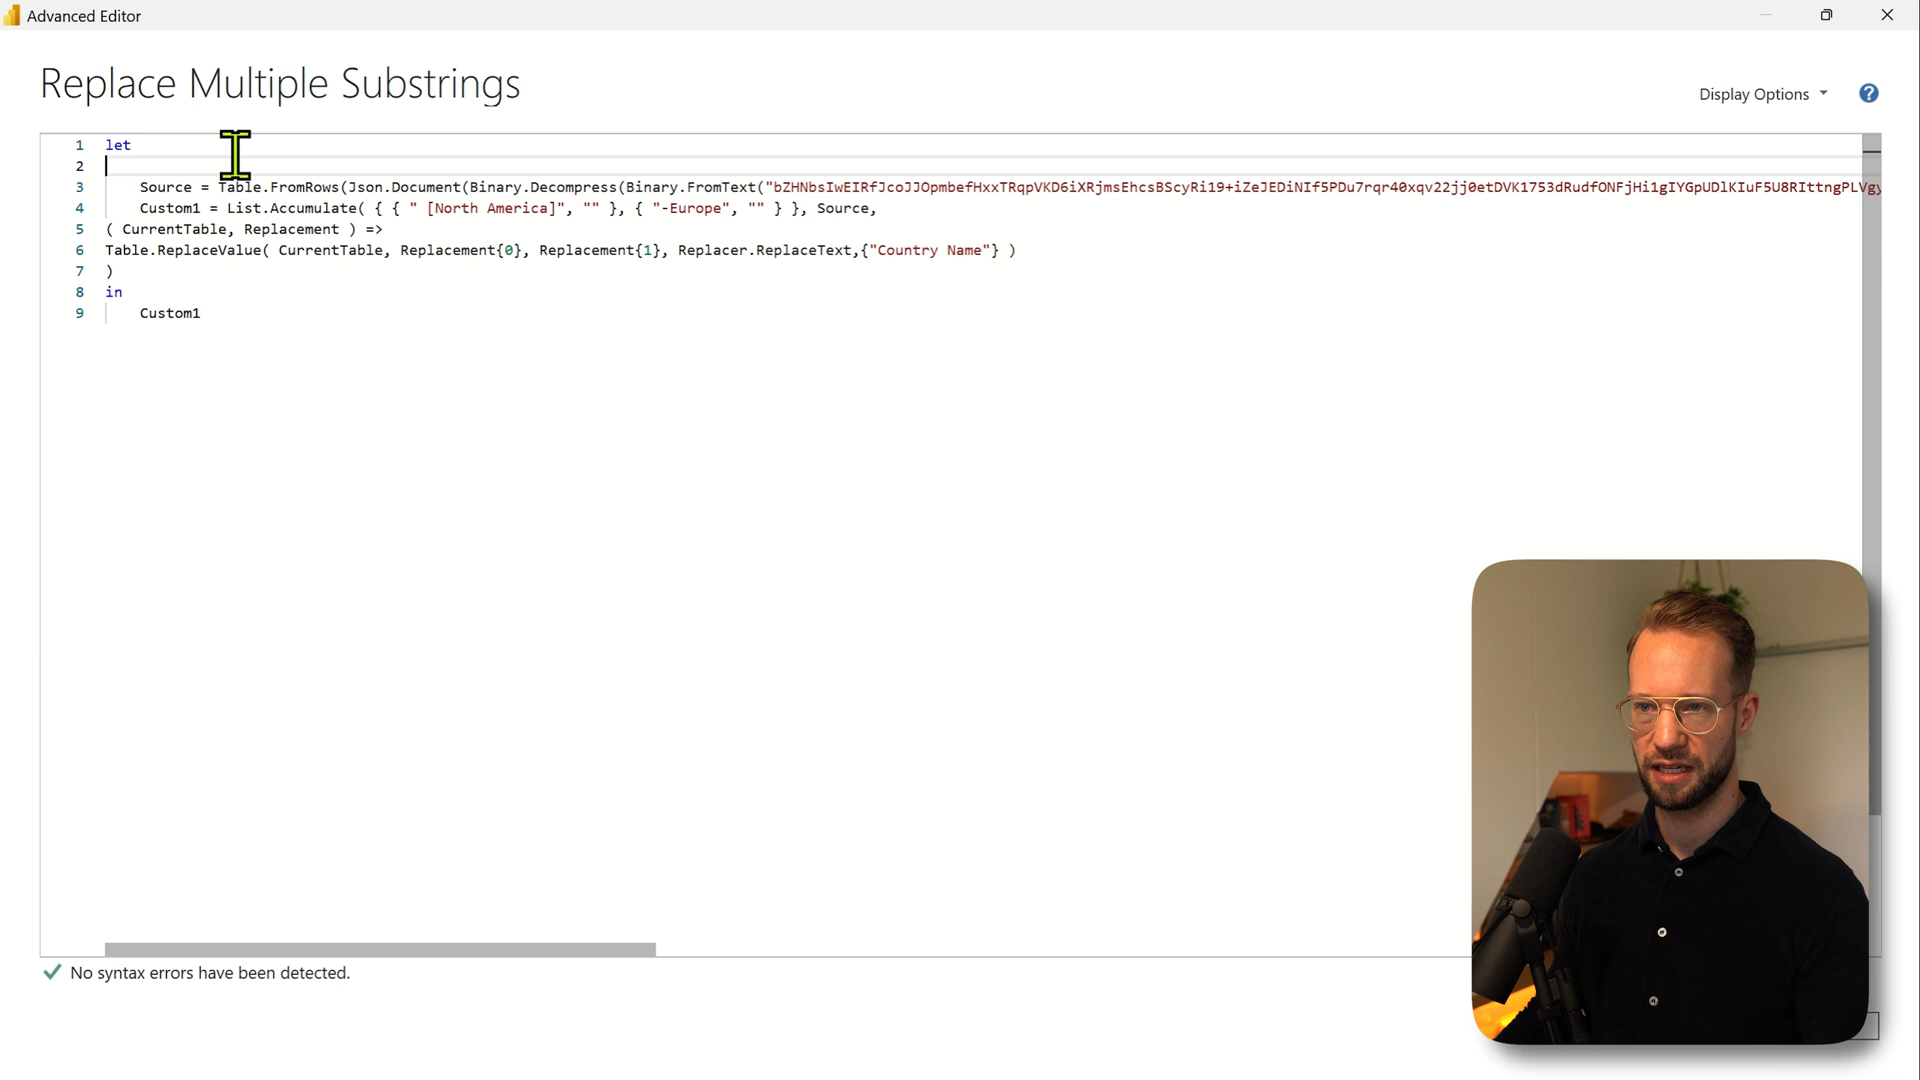 Advanced Editor
Replace Multiple Substrings
Display Options
?
1 let
2
3 Source = Table.FromRows(Json.Document(Binary.Decompress(Binary.FromText("bZHNbsIwEIRfJcoJJOpmbefHxxTRqpVKD6iXRjmsEhcsBScyRi19+iZeJEDiNIf5PDu7rqr40xqv22jj0etDVK1753dRudfONFjHi1gIYGpUDlKIuF5U8RIttngPLVgy
4 Custom1 = List.Accumulate( { { " [North America]", "" }, { "-Europe", "" } }, Source,
5 ( CurrentTable, Replacement ) =>
6 Table.ReplaceValue( CurrentTable, Replacement{0}, Replacement{1}, Replacer.ReplaceText,{"Country Name"} )
7 )
8 in
9 Custom1
No syntax errors have been detected.